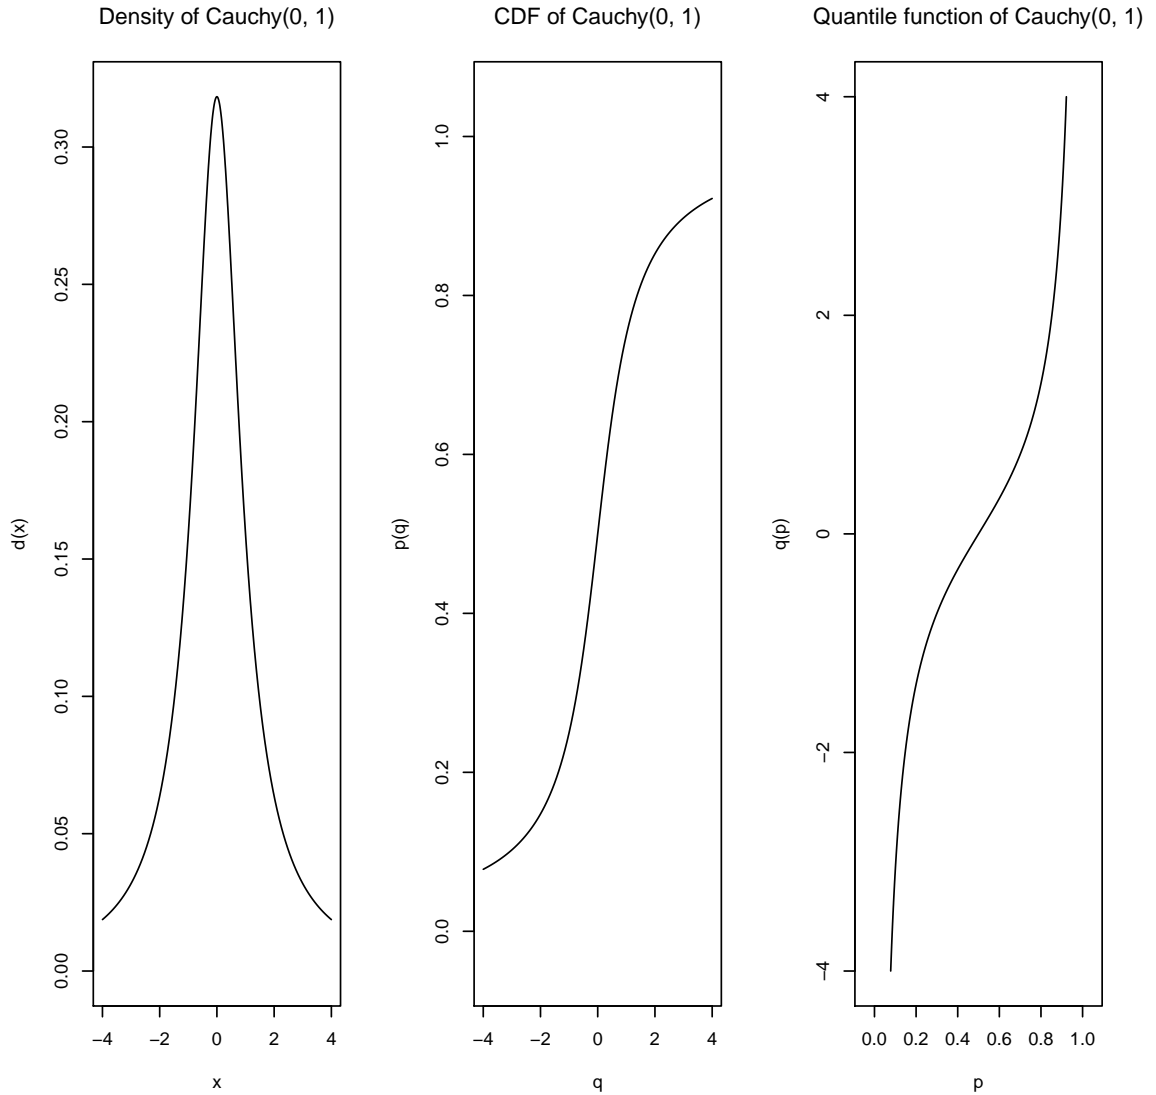 Density of Cauchy(0, 1)
d(x)
0.30
0.25
0.20
0.15
0.10
0.05
0.00
−4 −2 0 2 4
x
CDF of Cauchy(0, 1)
p(q)
1.0
0.8
0.6
0.4
0.2
0.0
−4 −2 0 2 4
q
Quantile function of Cauchy(0, 1)
q(p)
4
2
0
−2
−4
0.0 0.2 0.4 0.6 0.8 1.0
p